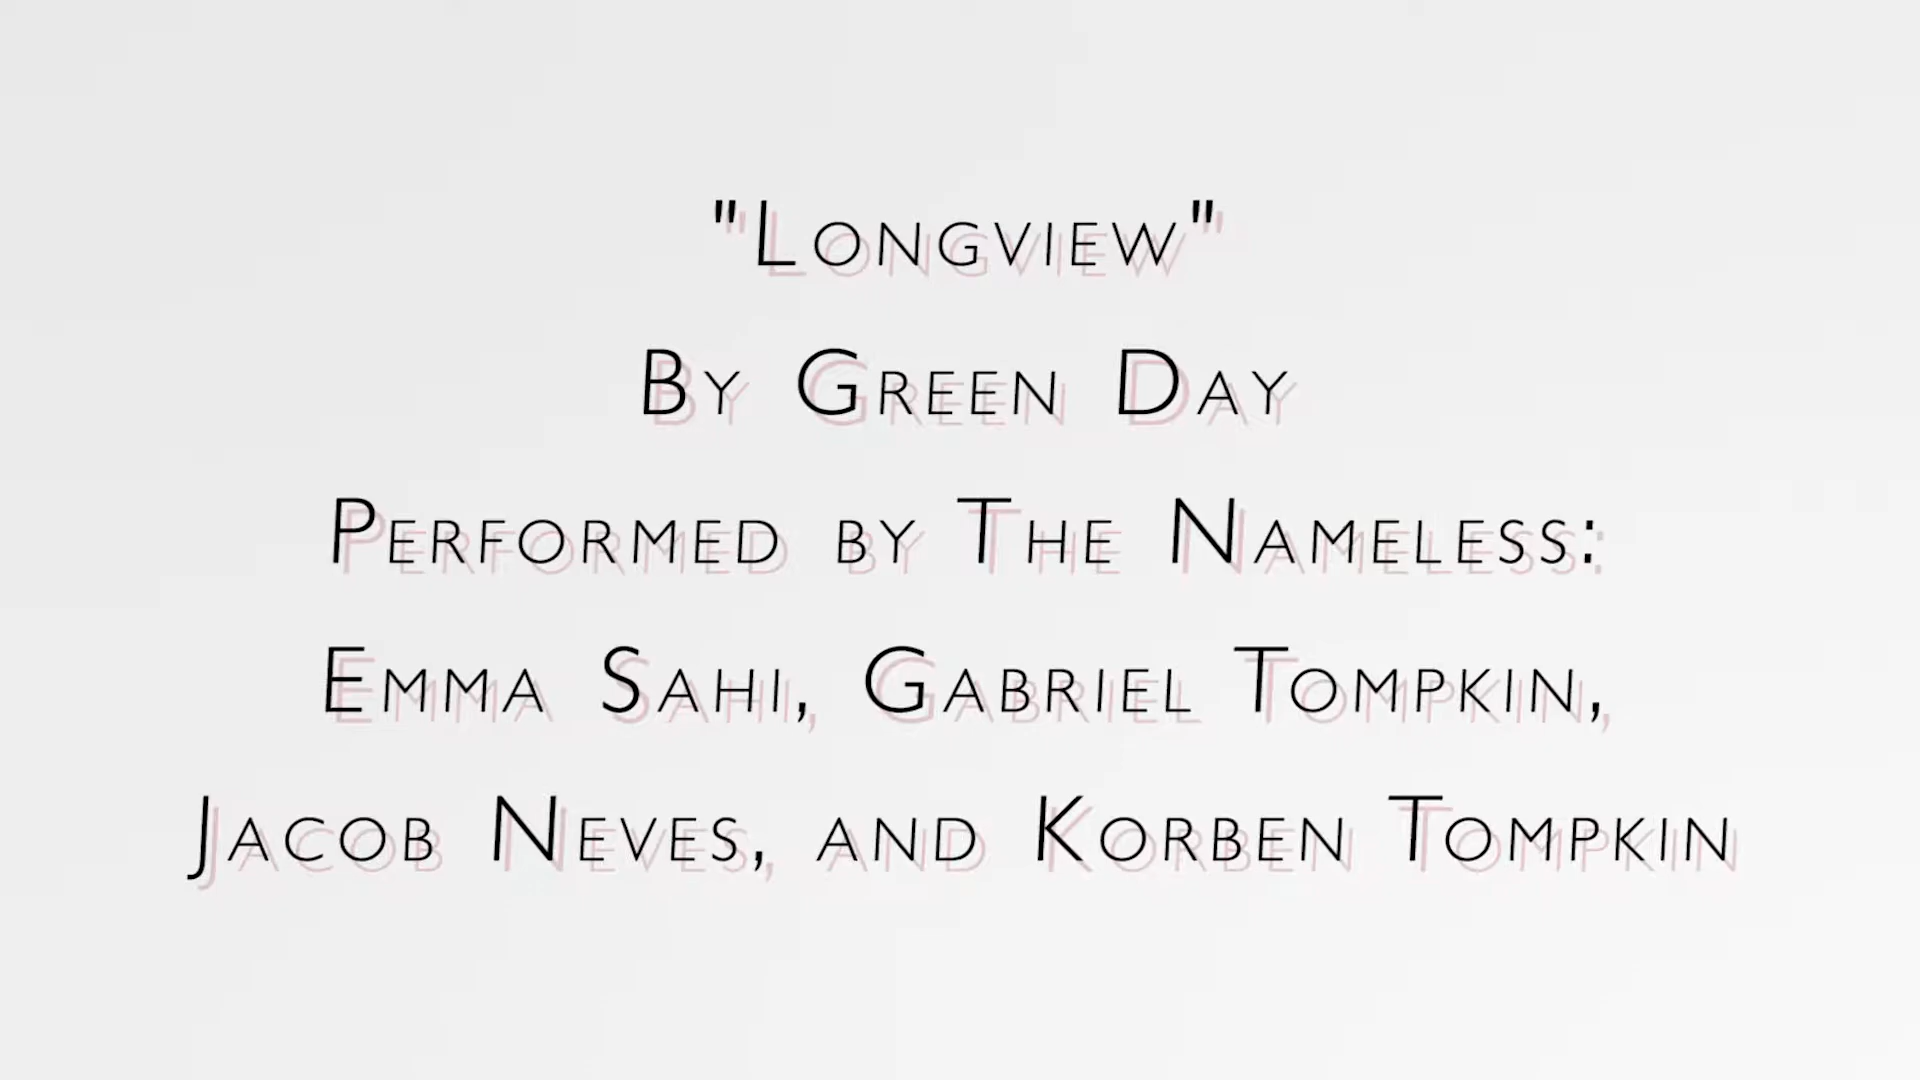 "Longview"
By Green Day
Performed by The Nameless:
Emma Sahi, Gabriel Tompkin,
Jacob Neves, and Korben Tompkin